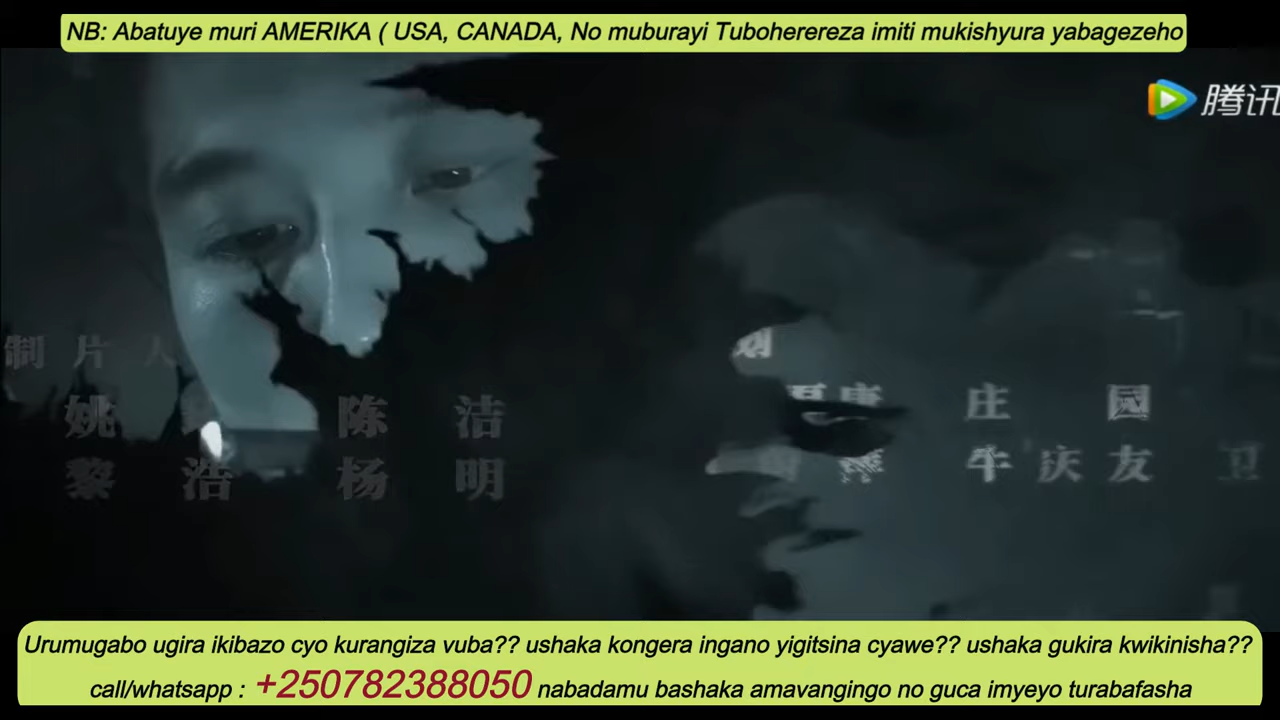 NB: Abatuye muri AMERIKA ( USA, CANADA, No muburayi Tuboherereza imiti mukishyura yabagezeho
腾讯
制片人
划
姚 陈洁
庄园
黎浩 杨明
牛庆友 卫
Urumugabo ugira ikibazo cyo kurangiza vuba?? ushaka kongera ingano yigitsina cyawe?? ushaka gukira kwikinisha??
call/whatsapp : +250782388050 nabadamu bashaka amavangingo no guca imyeyo turabafasha